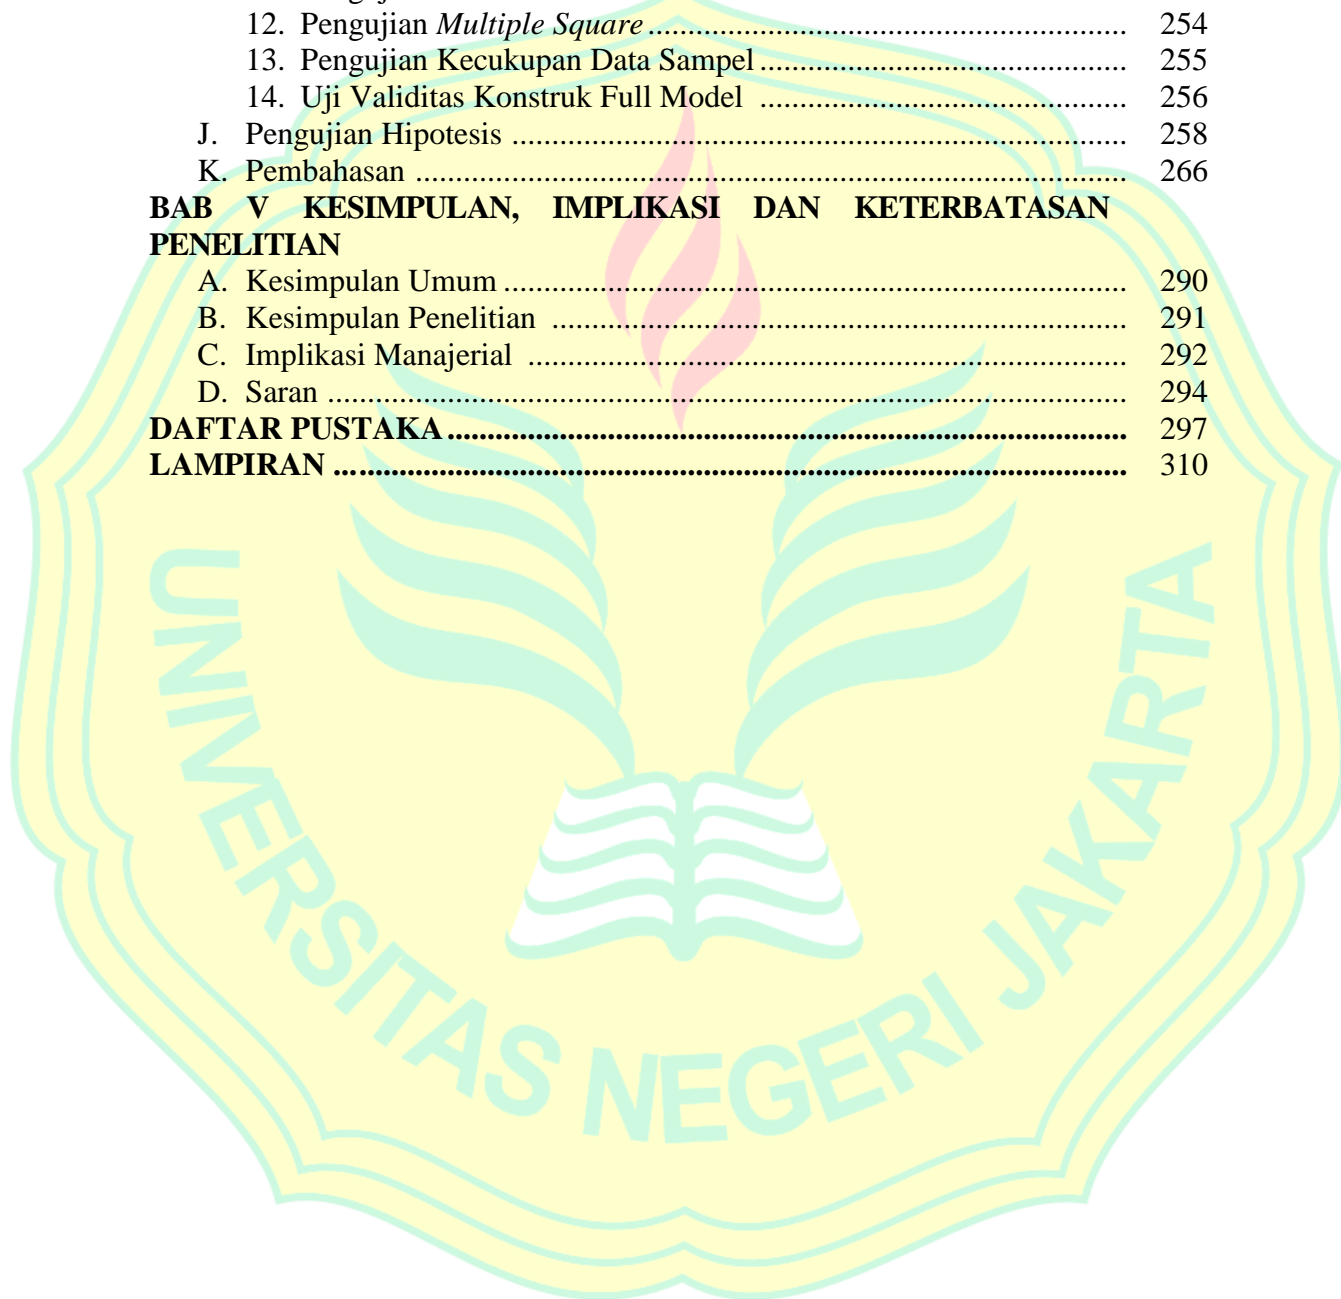 12. Pengujian Multiple Square ............................................................ 254
13. Pengujian Kecukupan Data Sampel ............................................... 255
14. Uji Validitas Konstruk Full Model ............................................... 256
J. Pengujian Hipotesis .............................................................................. 258
K. Pembahasan .......................................................................................... 266
BAB V KESIMPULAN, IMPLIKASI DAN KETERBATASAN
PENELITIAN
A. Kesimpulan Umum ............................................................................... 290
B. Kesimpulan Penelitian ......................................................................... 291
C. Implikasi Manajerial ............................................................................ 292
D. Saran ..................................................................................................... 294
DAFTAR PUSTAKA ...................................................................................... 297
LAMPIRAN .................................................................................................... 310
UNIVERSITAS NEGERI JAKARTA